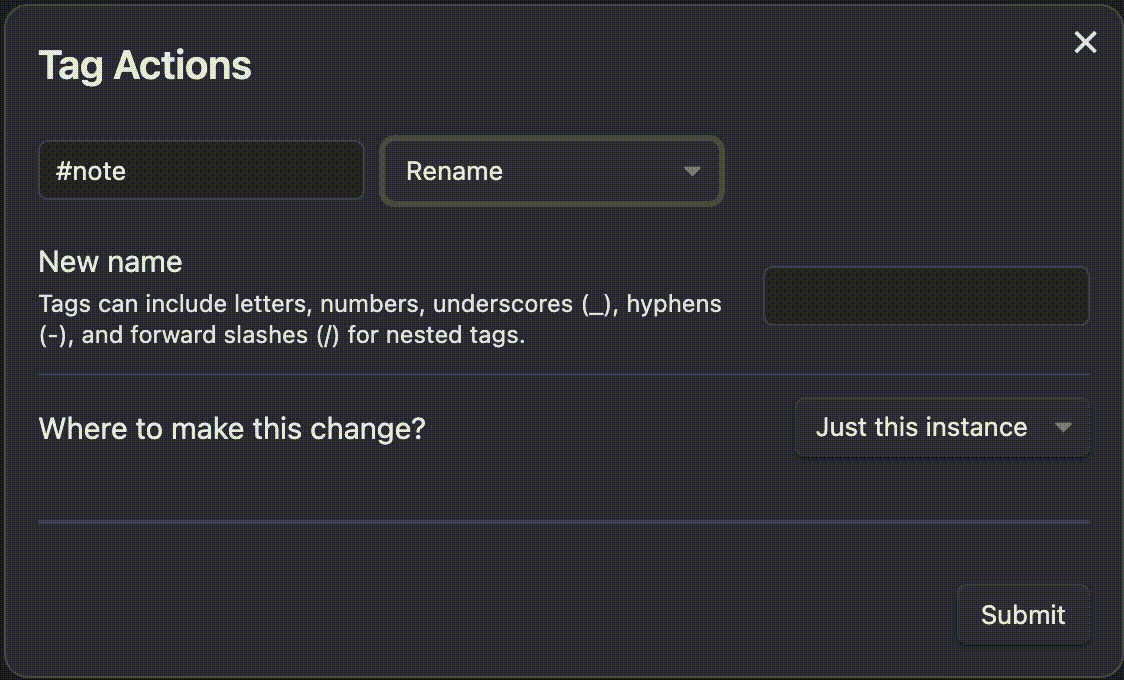 Tag Actions
#note
Rename
New name
Tags can include letters, numbers, underscores (_), hyphens
(-), and forward slashes (/) for nested tags.
Where to make this change?
Just this instance
Submit